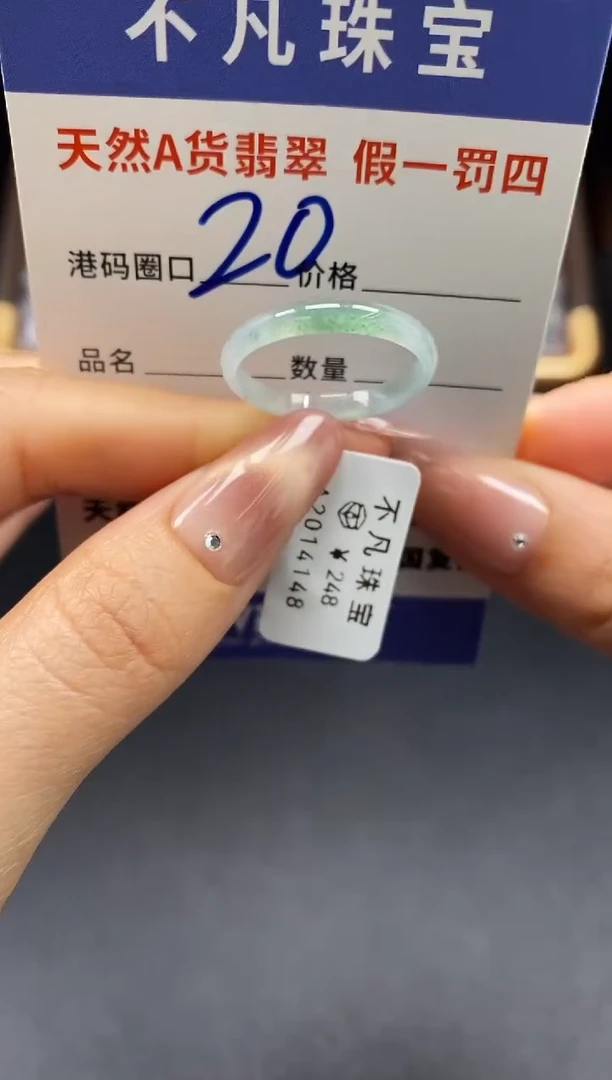 不凡珠宝
天然A货翡翠 假一罚四
港码圈口 20 价格
品名 数量
不凡珠宝
¥248
12014148